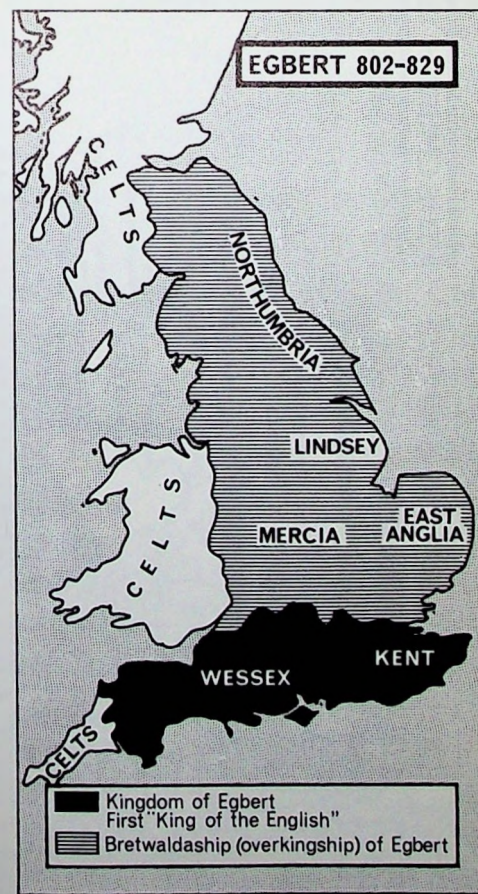 EGBERT 802-829
CELTS
NORTHUMBRIA
LINDSEY
CELTS
MERCIA
EAST
ANGLIA
WESSEX
KENT
CELTS
Kingdom of Egbert
First "King of the English"
Bretwaldaship (overkingship) of Egbert